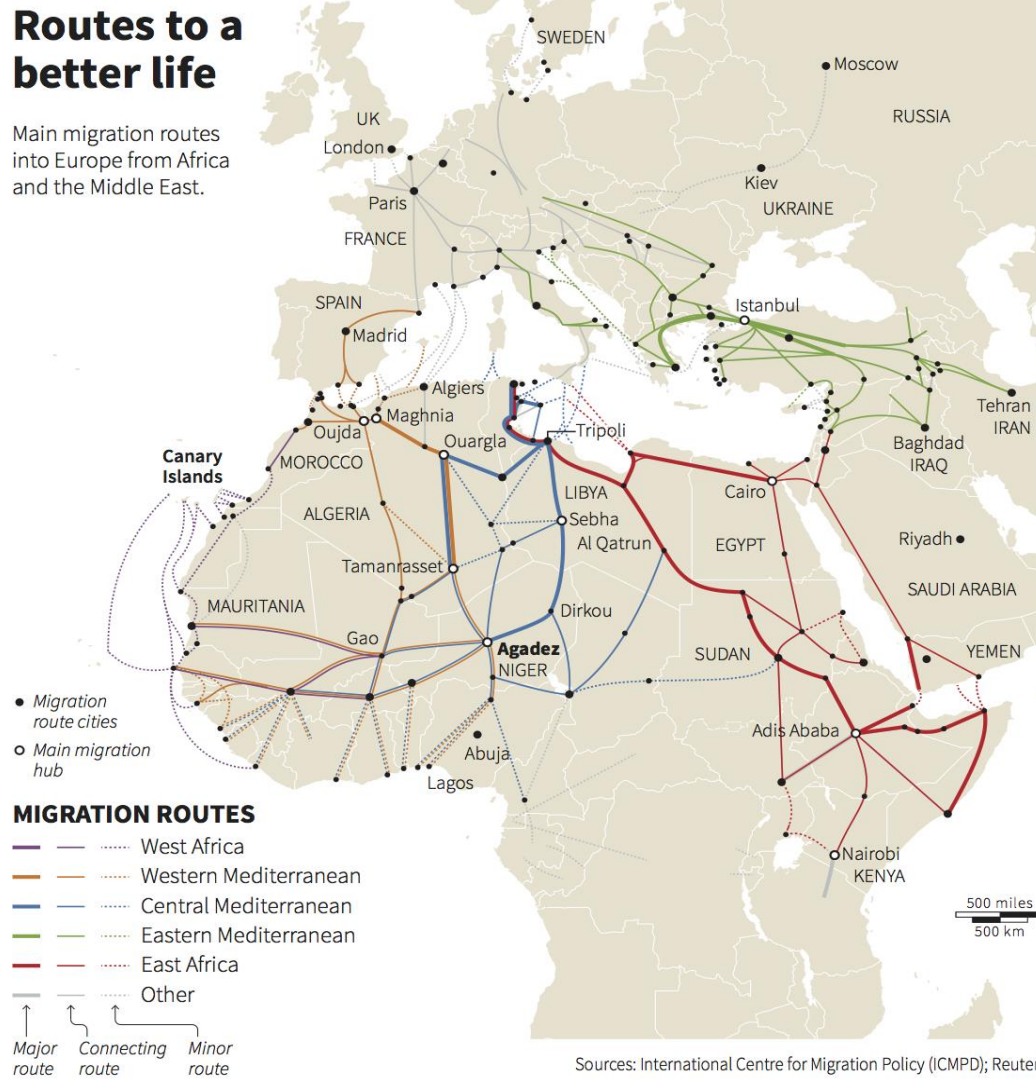 Routes to a
better life
Main migration routes
into Europe from Africa
and the Middle East.
SWEDEN
Moscow
RUSSIA
UK
London
Kiev
UKRAINE
Paris
FRANCE
SPAIN
Madrid
Istanbul
Algiers
Tehran
IRAN
Maghnia
Oujda
Ouargla
Tripoli
Baghdad
IRAQ
Canary
Islands
MOROCCO
LIBYA
Cairo
ALGERIA
Sebha
Al Qatrun
EGYPT
Riyadh
Tamanrasset
SAUDI ARABIA
MAURITANIA
Dirkou
Gao
Agadez
NIGER
SUDAN
YEMEN
Migration
route cities
Main migration
hub
Adis Ababa
Abuja
Lagos
MIGRATION ROUTES
West Africa
Western Mediterranean
Central Mediterranean
Eastern Mediterranean
East Africa
Other
Major
route
Connecting
route
Minor
route
Nairobi
KENYA
500 miles
500 km
Sources: International Centre for Migration Policy (ICMPD); Reuter